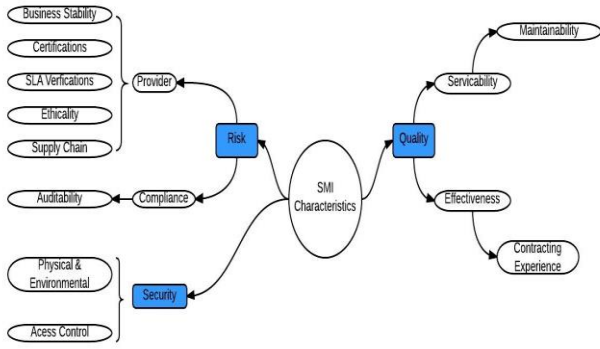 Business Stability
Certifications
SLA Verfications
Ethicality
Supply Chain
Provider
Risk
Auditability
Compliance
Physical &
Environmental
Acess Control
Security
SMI
Characteristics
Quality
Servicability
Maintainability
Effectiveness
Contracting
Experience